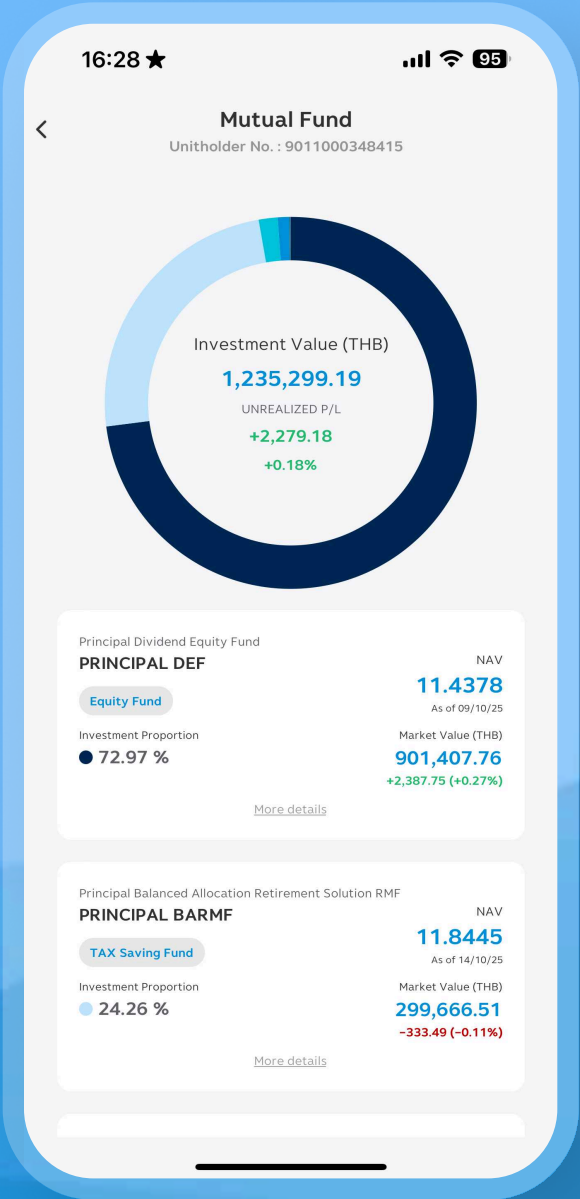 16:28 ★
95
Mutual Fund
Unitholder No. : 9011000348415
Investment Value (THB)
1,235,299.19
UNREALIZED P/L
+2,279.18
+0.18%
Principal Dividend Equity Fund
PRINCIPAL DEF
NAV
11.4378
Equity Fund
As of 09/10/25
Investment Proportion
Market Value (THB)
72.97 %
901,407.76
+2,387.75 (+0.27%)
More details
Principal Balanced Allocation Retirement Solution RMF
PRINCIPAL BARMF
NAV
11.8445
TAX Saving Fund
As of 14/10/25
Investment Proportion
Market Value (THB)
24.26 %
299,666.51
-333.49 (-0.11%)
More details